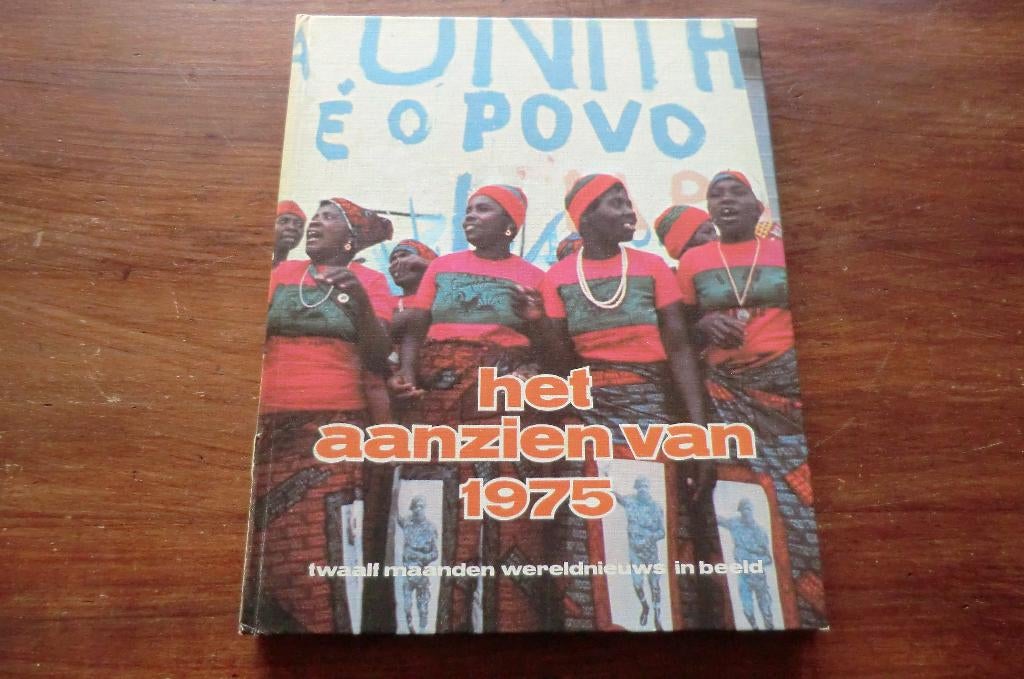 A UNITA
É O POVO
het
aanzien van
1975
twaalf maanden wereldnieuws in beeld